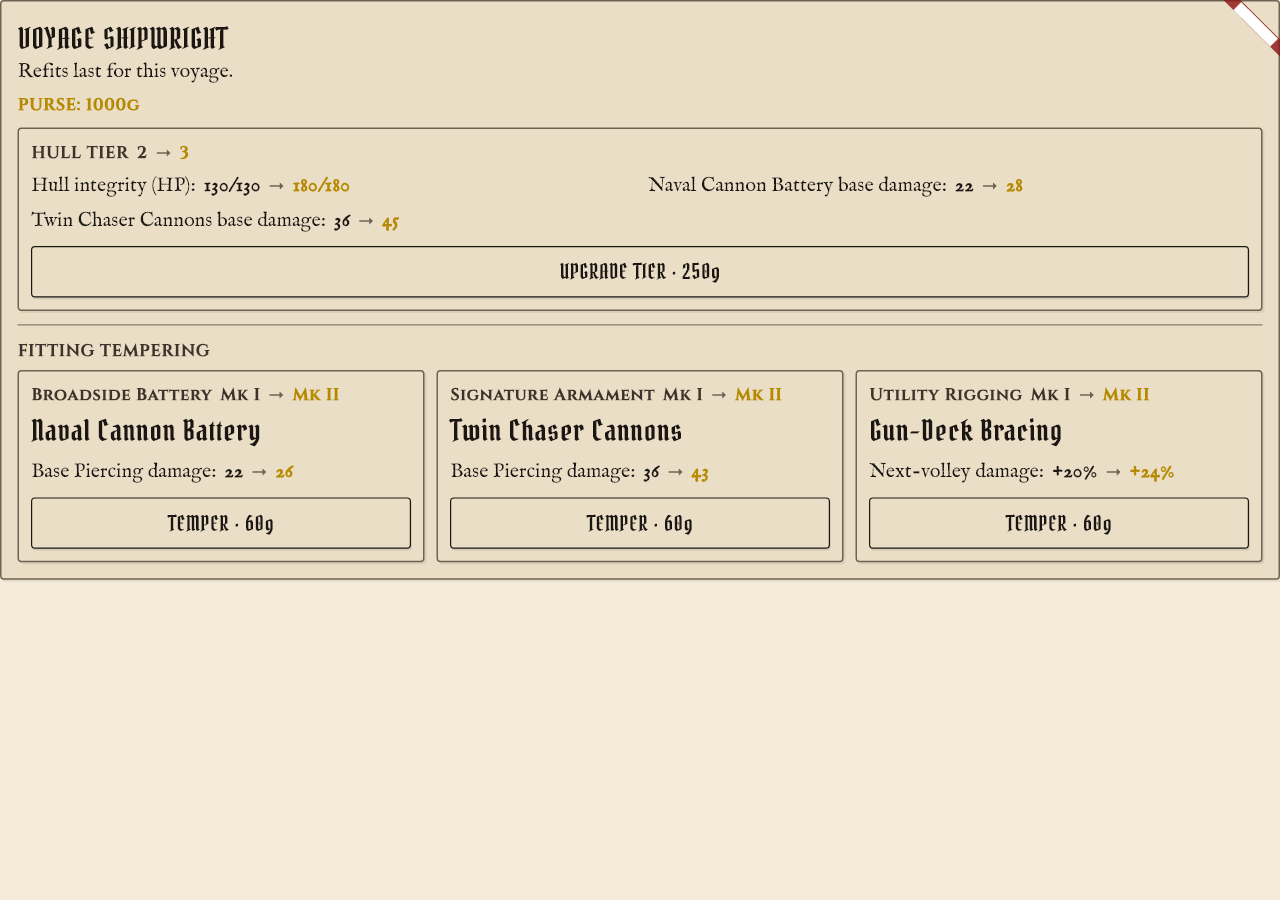 VOYAGE SHIPWRIGHT
Refits last for this voyage.
PURSE: 1000G
HULL TIER 2 → 3
Hull integrity (HP): 130/130 → 180/180
Naval Cannon Battery base damage: 22 → 28
Twin Chaser Cannons base damage: 36 → 45
UPGRADE TIER · 250g
FITTING TEMPERING
Broadside Battery Mk I → Mk II
Naval Cannon Battery
Base Piercing damage: 22 → 26
TEMPER · 60g
Signature Armament Mk I → Mk II
Twin Chaser Cannons
Base Piercing damage: 36 → 43
TEMPER · 60g
Utility Rigging Mk I → Mk II
Gun-Deck Bracing
Next-volley damage: +20% → +24%
TEMPER · 60g